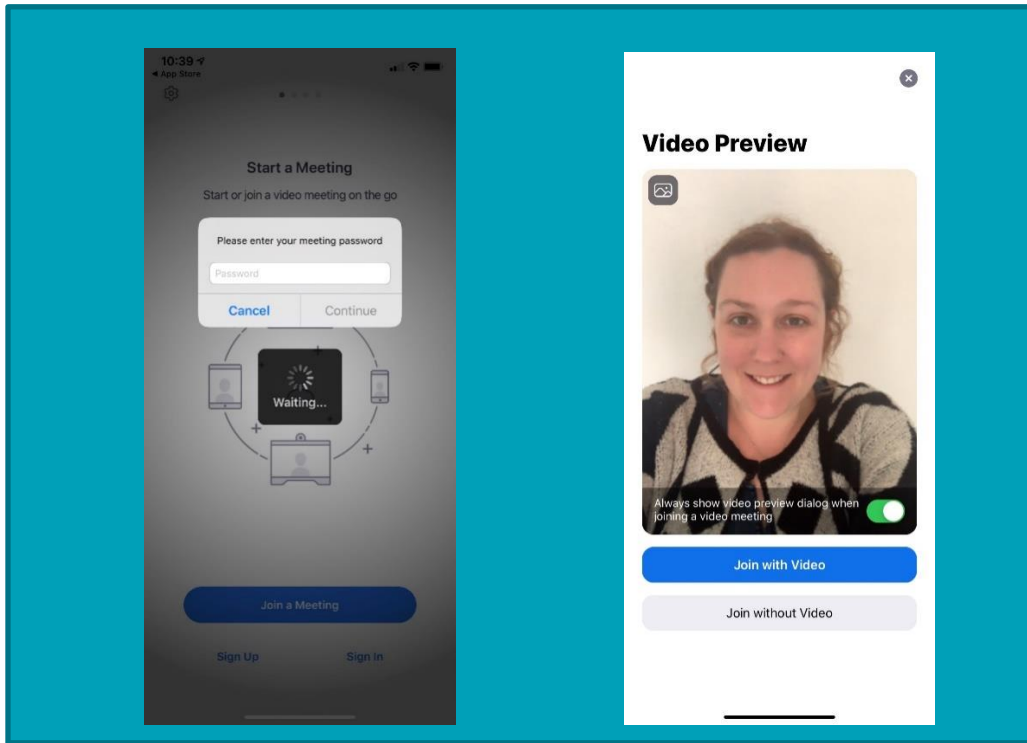 10:39
◀ App Store
Start a Meeting
Start or join a video meeting on the go
Please enter your meeting password
Password
Cancel Continue
Waiting...
Join a Meeting
Sign Up Sign In
Video Preview
Always show video preview dialog when
joining a video meeting
Join with Video
Join without Video